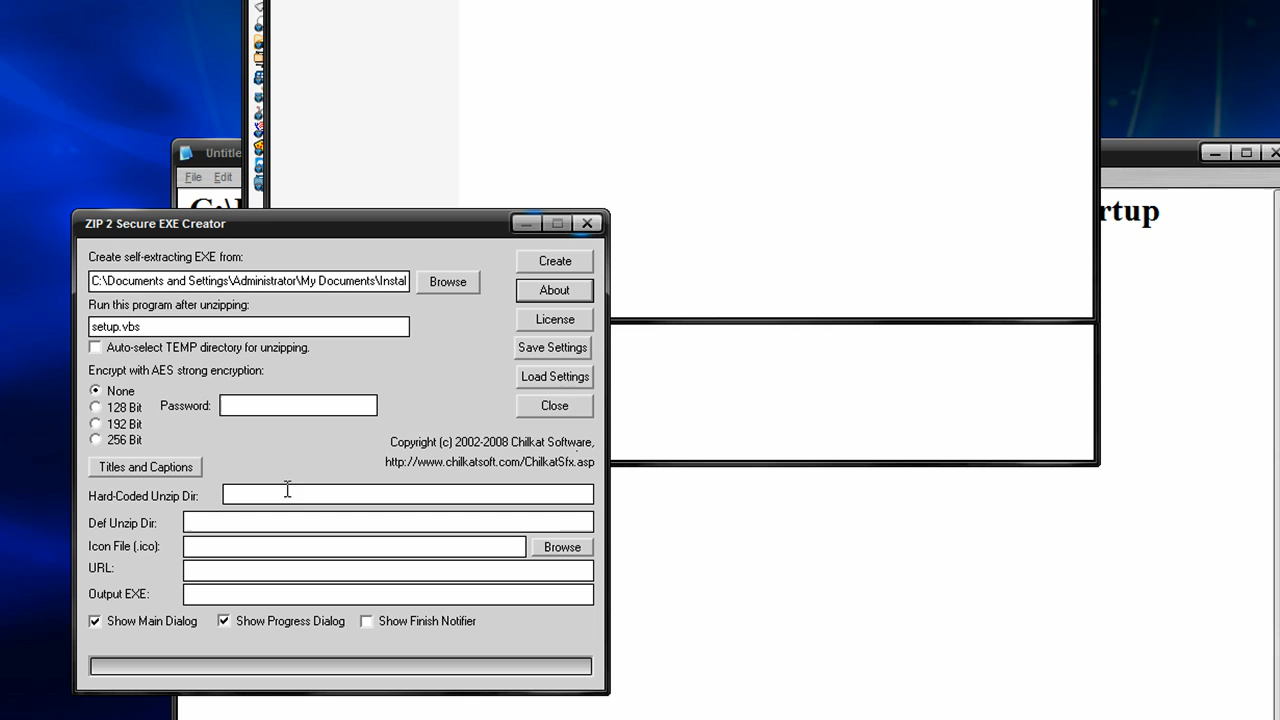 Untitle
File Edit
C:\
rtup
ZIP 2 Secure EXE Creator
Create self-extracting EXE from:
C:\Documents and Settings\Administrator\My Documents\Instal
Browse
Create
Run this program after unzipping:
About
setup.vbs
License
Auto-select TEMP directory for unzipping.
Save Settings
Encrypt with AES strong encryption:
None
Load Settings
128 Bit
Password:
Close
192 Bit
256 Bit
Copyright (c) 2002-2008 Chilkat Software,
http://www.chilkatsoft.com/ChilkatSfx.asp
Titles and Captions
Hard-Coded Unzip Dir:
Def Unzip Dir:
Icon File (.ico):
Browse
URL:
Output EXE:
Show Main Dialog
Show Progress Dialog
Show Finish Notifier